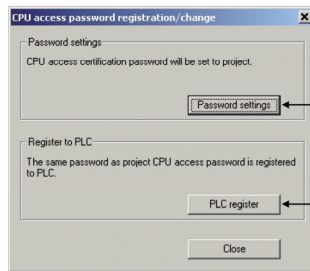 CPU access password registration/change
Password settings
CPU access certification password will be set to project.
Password settings
Register to PLC
The same password as project CPU access password is registered
to PLC.
PLC register
Close